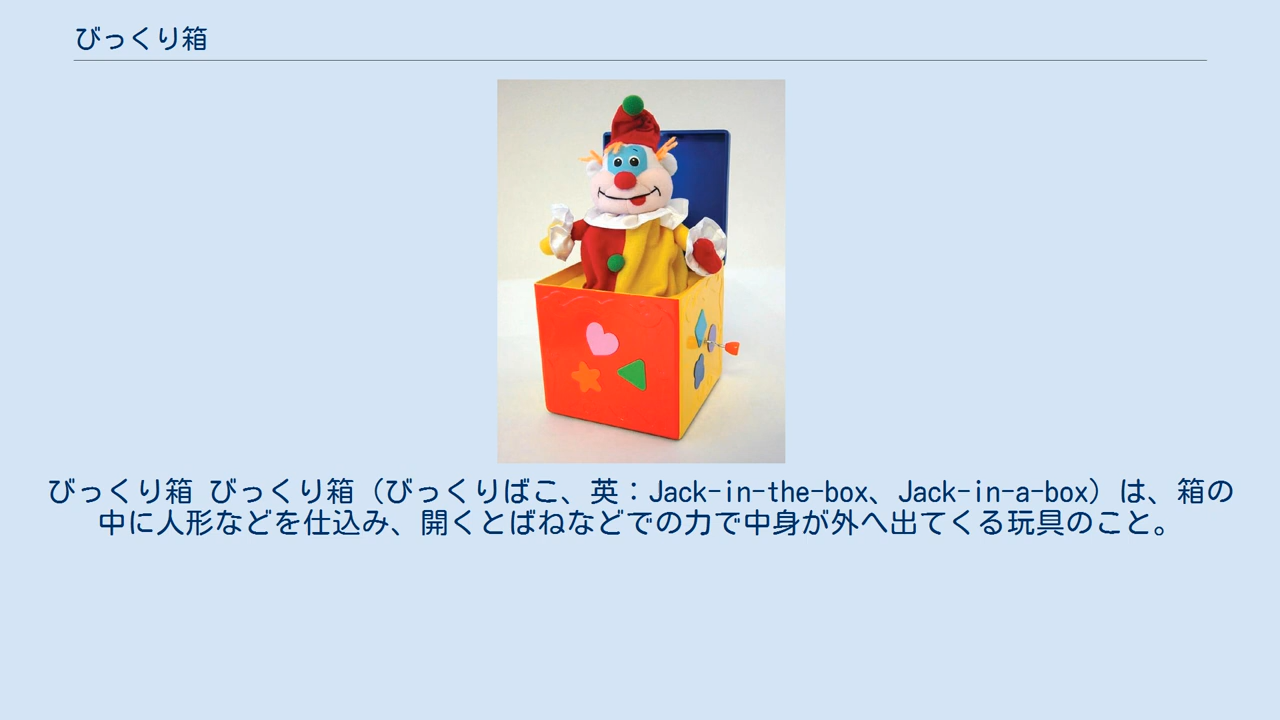 びっくり箱
びっくり箱 びっくり箱（びっくりばこ、英：Jack-in-the-box、Jack-in-a-box）は、箱の
中に人形などを仕込み、開くとばねなどでの力で中身が外へ出てくる玩具のこと。